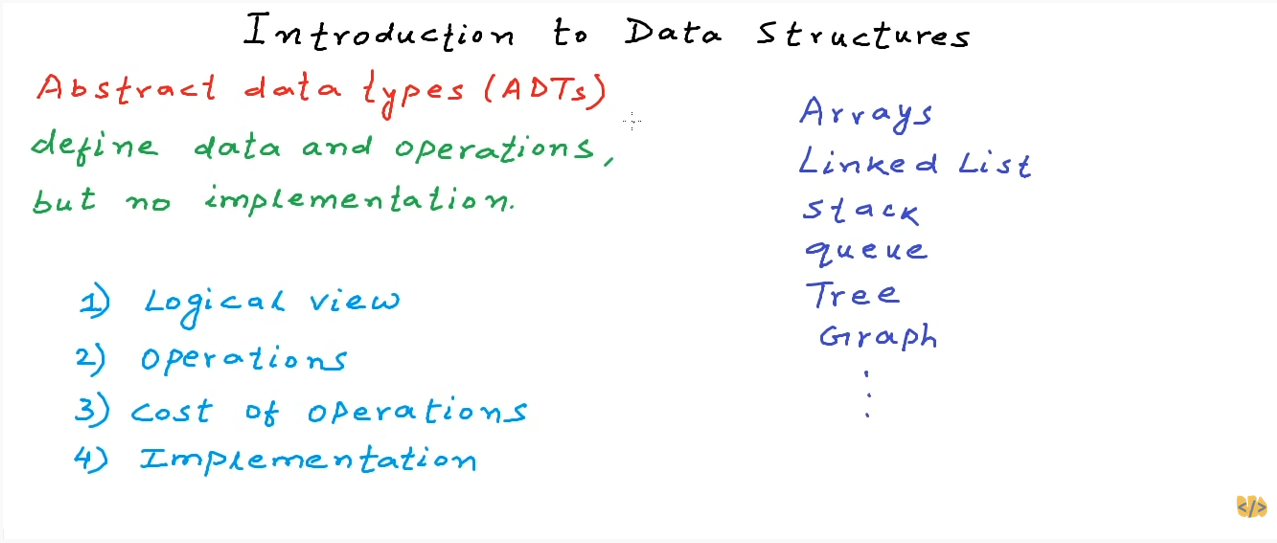 Introduction to Data Structures
Abstract data types (ADTs)
define data and operations,
but no implementation.
1) Logical view
2) operations
3) cost of operations
4) Implementation
Arrays
Linked List
Stack
queue
Tree
Graph
</>